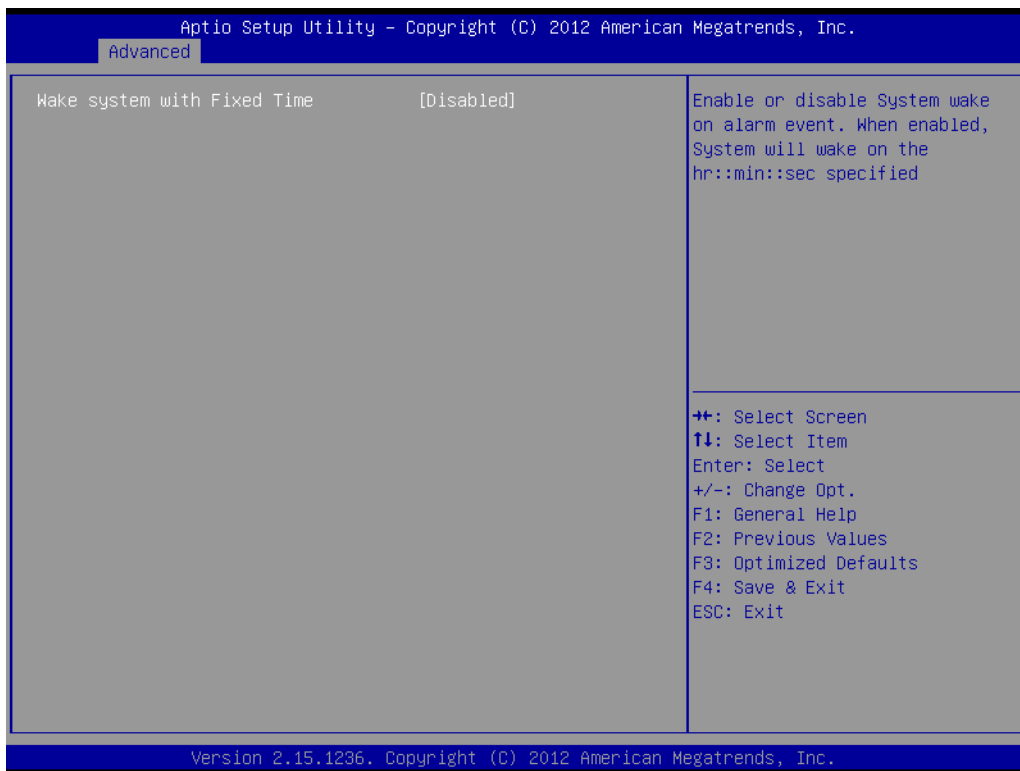 Aptio Setup Utility – Copyright (C) 2012 American Megatrends, Inc.
Advanced
Wake system with Fixed Time [Disabled]
Enable or disable System wake
on alarm event. When enabled,
System will wake on the
hr::min::sec specified
→←: Select Screen
↑↓: Select Item
Enter: Select
+/-: Change Opt.
F1: General Help
F2: Previous Values
F3: Optimized Defaults
F4: Save & Exit
ESC: Exit
Version 2.15.1236. Copyright (C) 2012 American Megatrends, Inc.